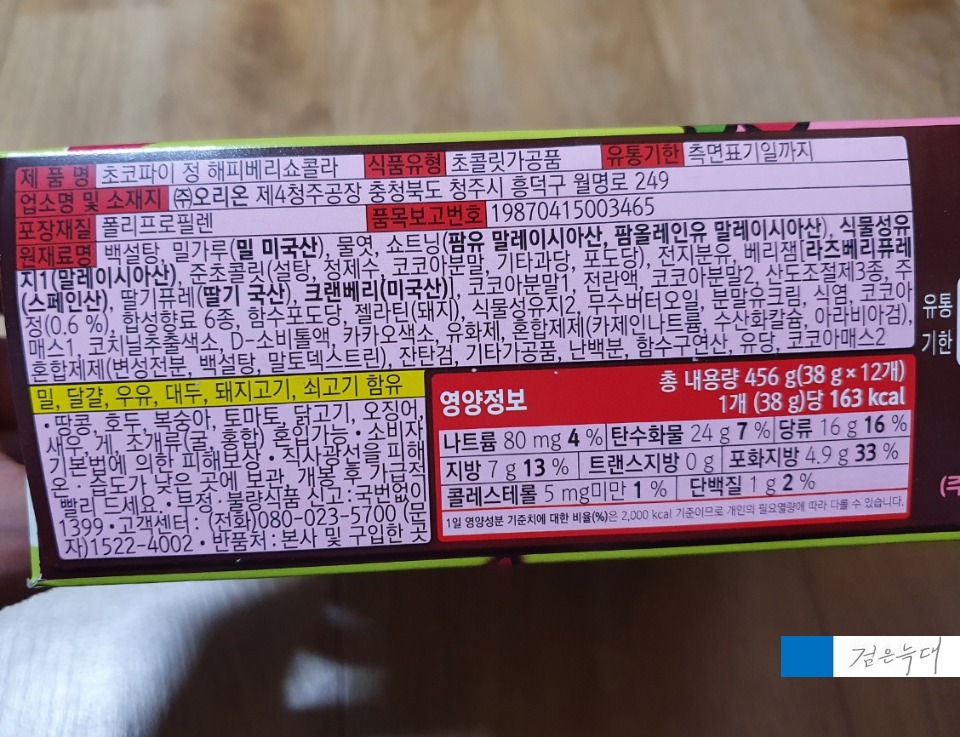 제 품 명 초코파이 정 해피베리쇼콜라 식품유형 초콜릿가공품 유통기한 측면표기일까지
업소명 및 소재지 ㈜오리온 제4청주공장 충청북도 청주시 흥덕구 월명로 249
포장재질 폴리프로필렌 품목보고번호 19870415003465
원재료명 백설탕, 밀가루(밀 미국산), 물엿, 쇼트닝(팜유 말레이시아산, 팜올레인유 말레이시아산), 식물성유
지1(말레이시아산), 준초콜릿(설탕, 정제수, 코코아분말, 기타과당, 포도당), 전지분유, 베리잼[라즈베리퓨레
(스페인산), 딸기퓨레(딸기 국산), 크랜베리(미국산)], 코코아분말1, 전란액, 코코아분말2, 산도조절제3종, 주
정(0.6 %), 합성향료 6종, 함수포도당, 젤라틴(돼지), 식물성유지2, 무수버터오일, 분말유크림, 식염, 코코아
매스1, 코치닐추출색소, D-소비톨액, 카카오색소, 유화제, 혼합제제(카제인나트륨, 수산화칼슘, 아라비아검),
혼합제제(변성전분, 백설탕, 말토덱스트린), 잔탄검, 기타가공품, 난백분, 함수구연산, 유당, 코코아매스2
유통
기한
밀, 달걀, 우유, 대두, 돼지고기, 쇠고기 함유
• 땅콩, 호두, 복숭아, 토마토, 닭고기, 오징어,
새우, 게, 조개류(굴, 홍합) 혼입가능 • 소비자
기본법에 의한 피해보상 • 직사광선을 피해
온 · 습도가 낮은 곳에 보관, 개봉 후 가급적
빨리 드세요. • 부정 · 불량식품 신고 : 국번없이
1399 • 고객센터 : (전화)080-023-5700 (문
자)1522-4002 • 반품처 : 본사 및 구입한 곳
영양정보 총 내용량 456 g(38 g × 12개)
1개 (38 g)당 163 kcal
나트륨 80 mg 4 % 탄수화물 24 g 7 % 당류 16 g 16 %
지방 7 g 13 % 트랜스지방 0 g 포화지방 4.9 g 33 %
콜레스테롤 5 mg미만 1 % 단백질 1 g 2 %
1일 영양성분 기준치에 대한 비율(%)은 2,000 kcal 기준이므로 개인의 필요열량에 따라 다를 수 있습니다.
검은늑대